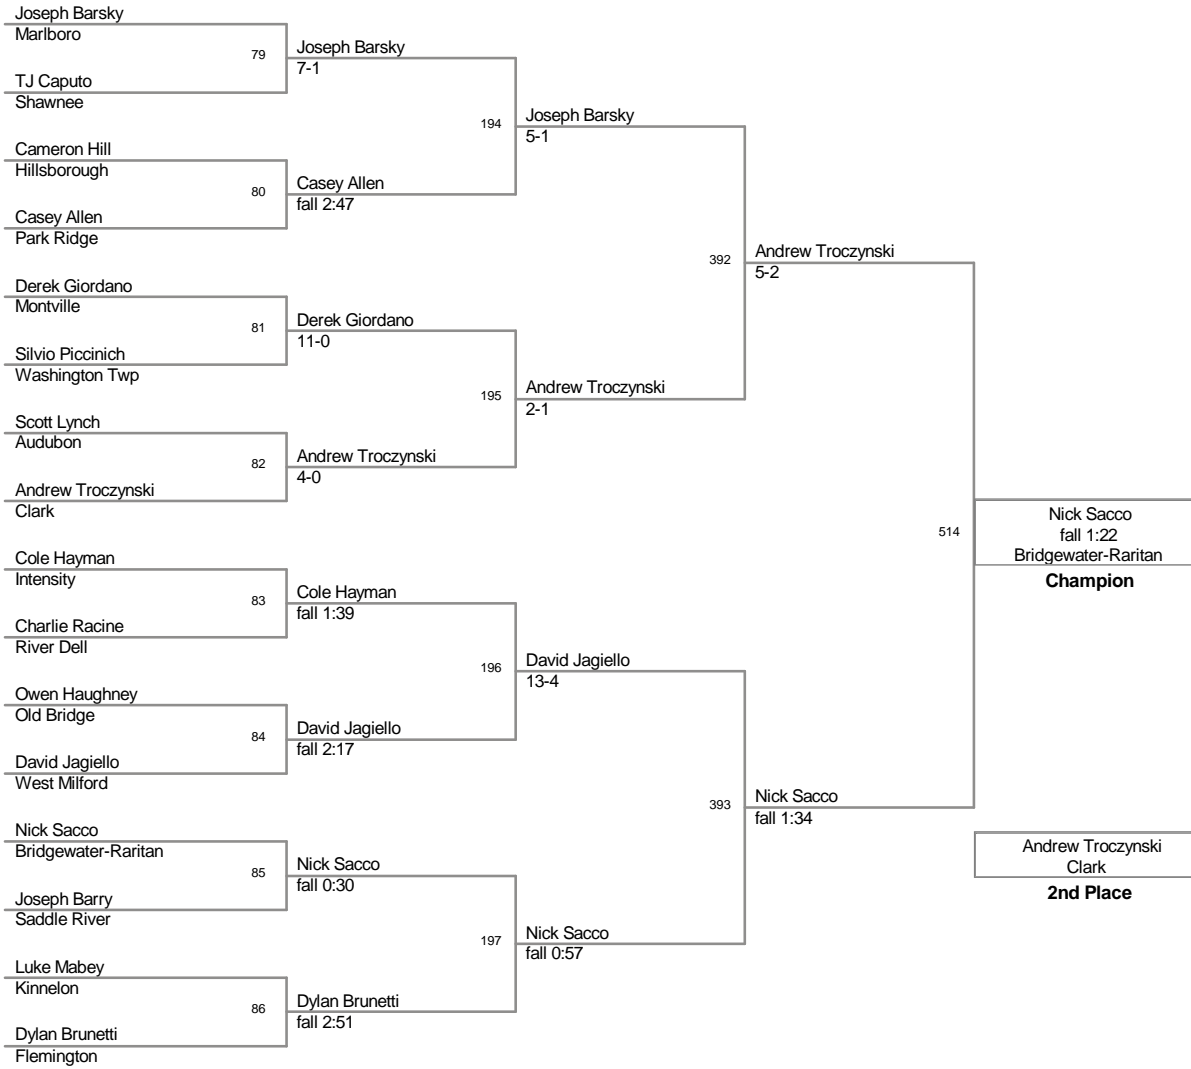 Joseph Barsky
Marlboro
79
Joseph Barsky
7-1
TJ Caputo
Shawnee
194
Joseph Barsky
5-1
Cameron Hill
Hillsborough
80
Casey Allen
fall 2:47
Casey Allen
Park Ridge
392
Andrew Troczynski
5-2
Derek Giordano
Montville
81
Derek Giordano
11-0
Silvio Piccinich
Washington Twp
195
Andrew Troczynski
2-1
Scott Lynch
Audubon
82
Andrew Troczynski
4-0
Andrew Troczynski
Clark
514
Nick Sacco
fall 1:22
Bridgewater-Raritan
Champion
Cole Hayman
Intensity
83
Cole Hayman
fall 1:39
Charlie Racine
River Dell
196
David Jagiello
13-4
Owen Haughney
Old Bridge
84
David Jagiello
fall 2:17
David Jagiello
West Milford
393
Nick Sacco
fall 1:34
Nick Sacco
Bridgewater-Raritan
85
Nick Sacco
fall 0:30
Joseph Barry
Saddle River
197
Nick Sacco
fall 0:57
Luke Mabey
Kinnelon
86
Dylan Brunetti
fall 2:51
Dylan Brunetti
Flemington
Andrew Troczynski
Clark
2nd Place